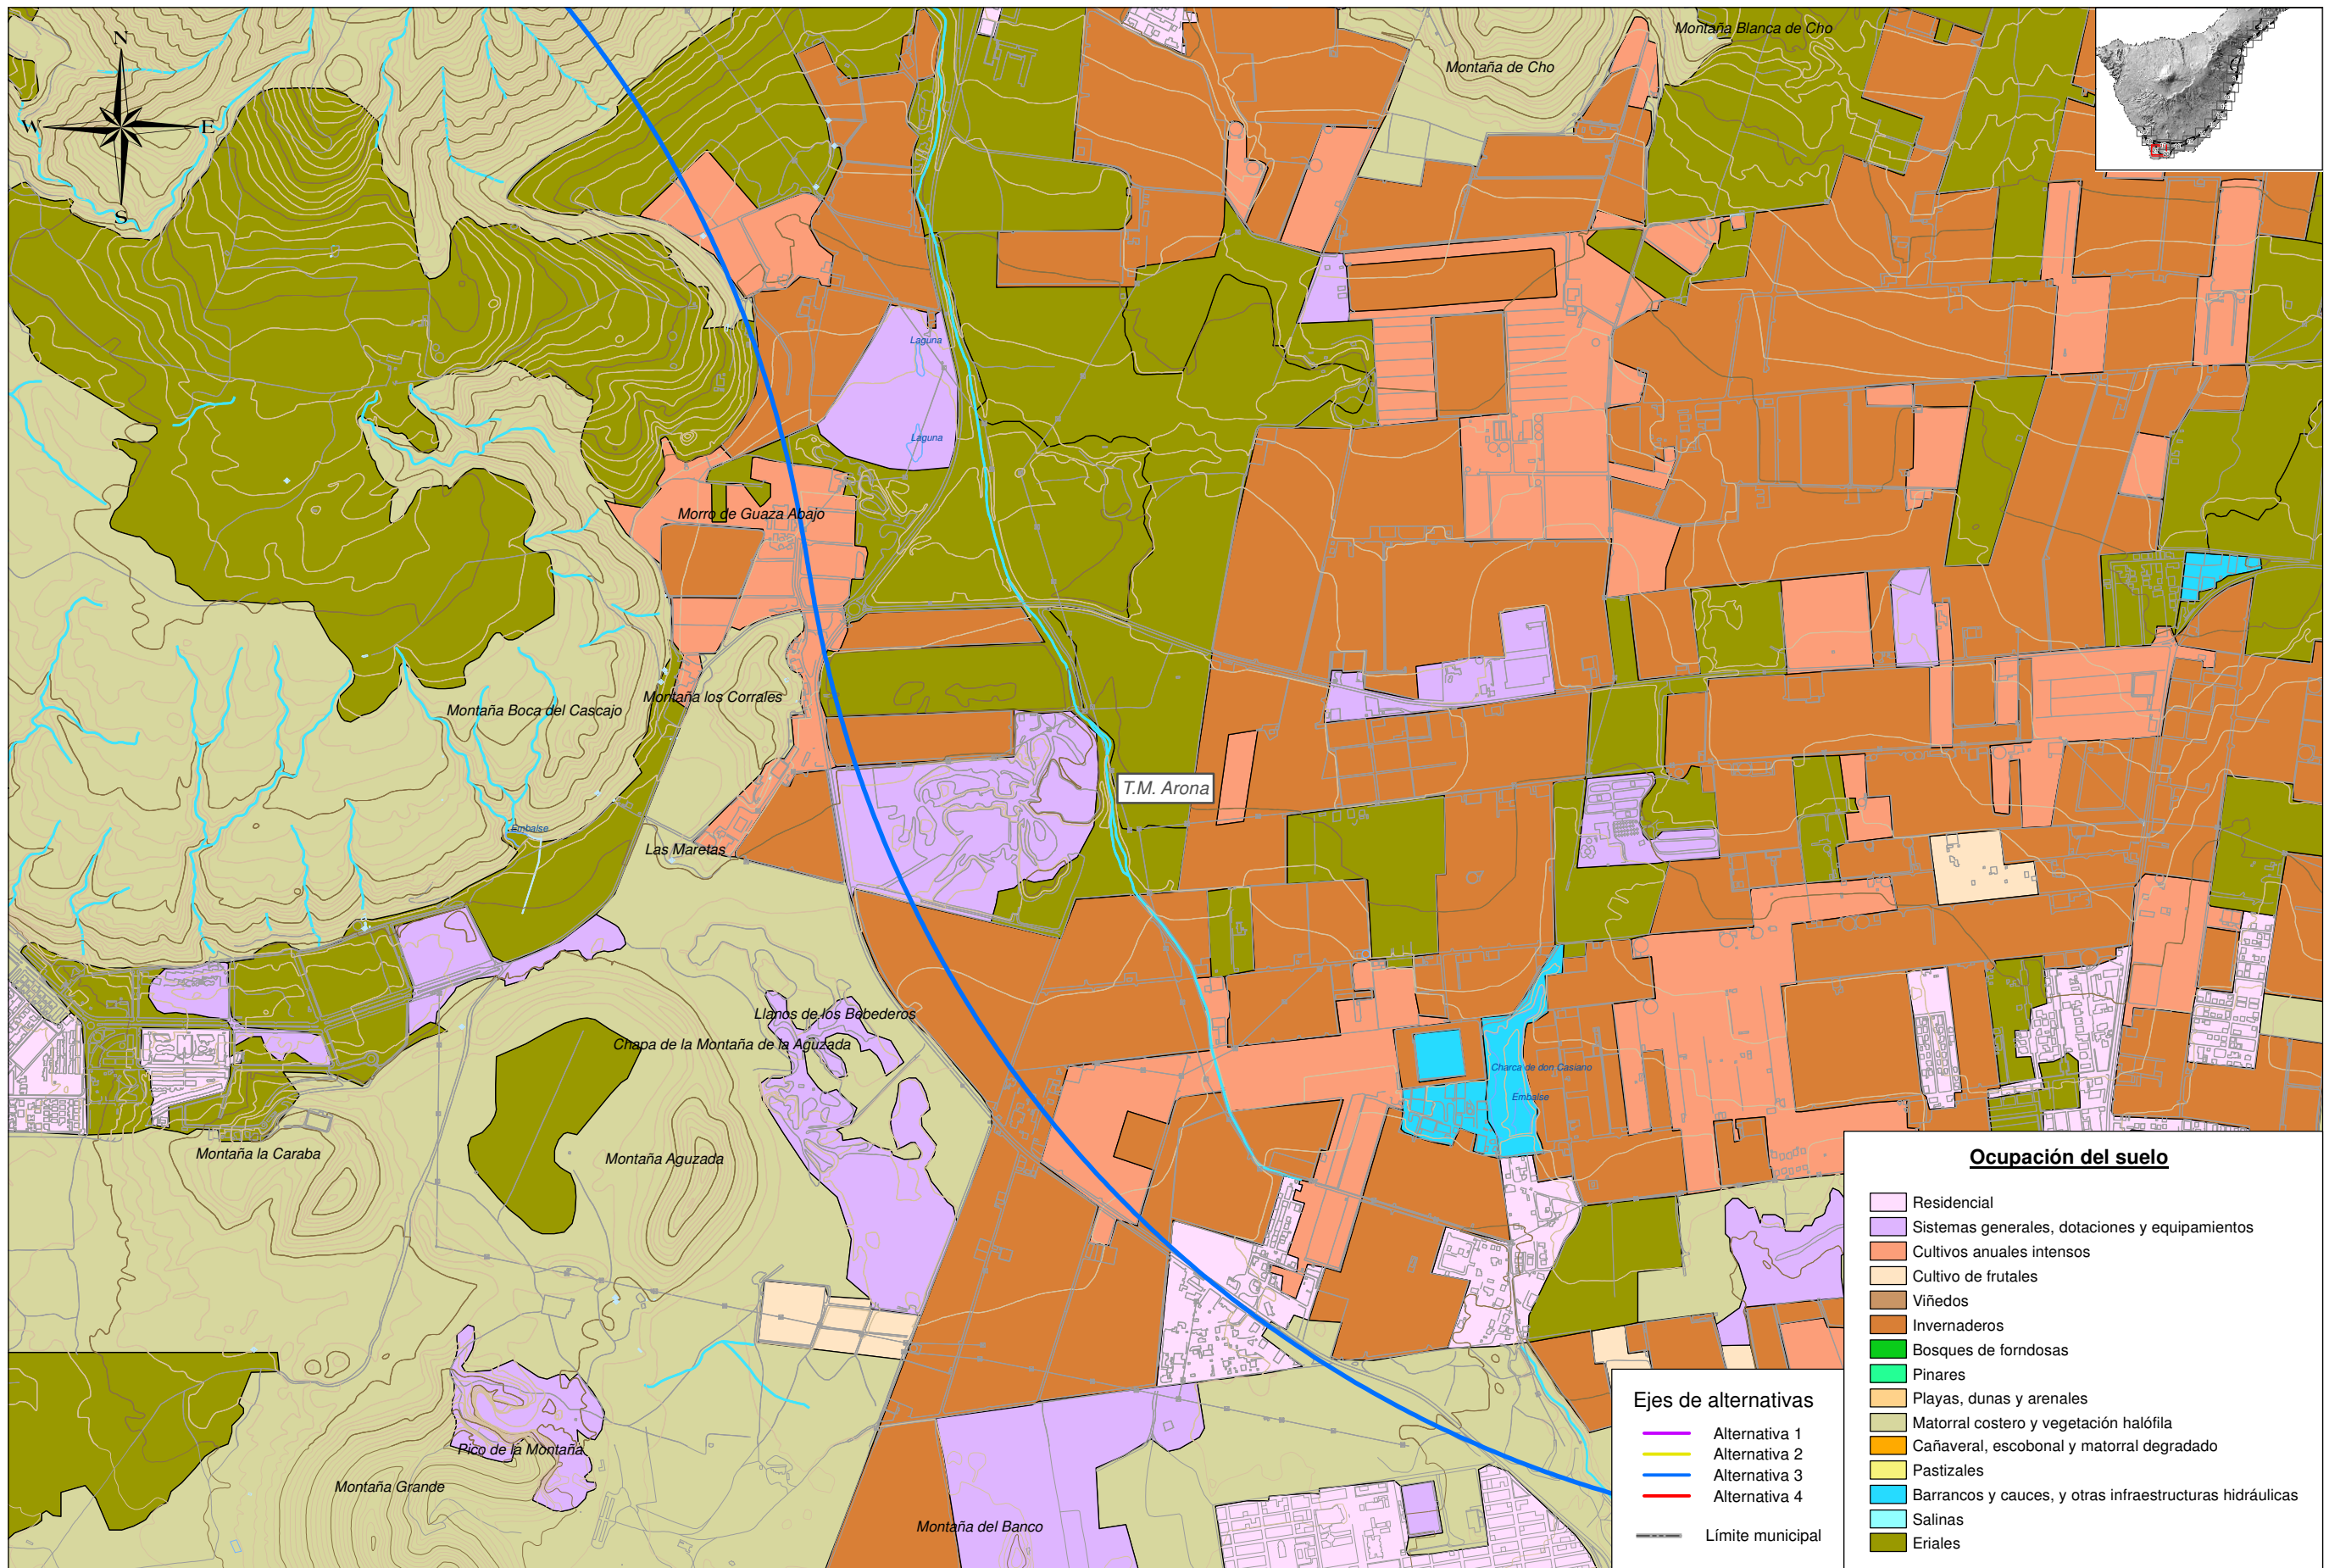 N
W
E
S
Montaña Blanca de Cho
Montaña de Cho
Laguna
Laguna
Morro de Guaza Abajo
Montaña los Corrales
Montaña Boca del Cascajo
T.M. Arona
Embalse
Las Maretas
Llanos de los Bebederos
Chapa de la Montaña de la Aguzada
Charca de don Casiano
Embalse
Montaña la Caraba
Montaña Aguzada
Pico de la Montaña
Montaña Grande
Montaña del Banco
Ocupación del suelo
Residencial
Sistemas generales, dotaciones y equipamientos
Cultivos anuales intensos
Cultivo de frutales
Viñedos
Invernaderos
Bosques de forndosas
Pinares
Playas, dunas y arenales
Matorral costero y vegetación halófila
Cañaveral, escobonal y matorral degradado
Pastizales
Barrancos y cauces, y otras infraestructuras hidráulicas
Salinas
Eriales
Ejes de alternativas
Alternativa 1
Alternativa 2
Alternativa 3
Alternativa 4
Límite municipal